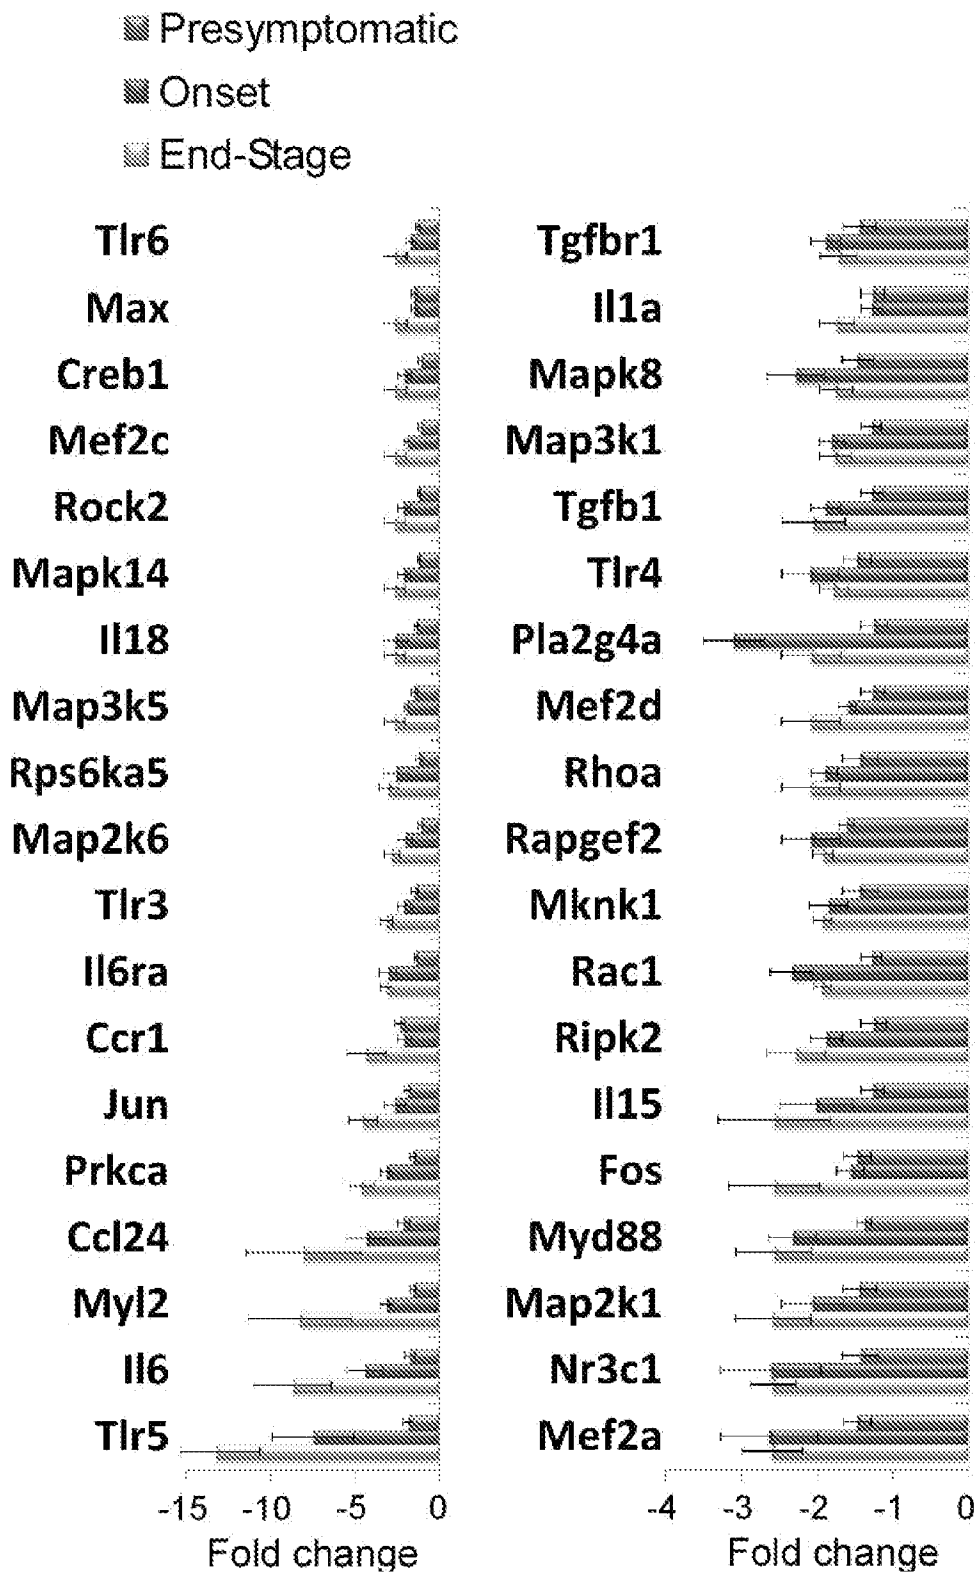 Presymptomatic
Onset
End-Stage
Tlr6
Max
Creb1
Mef2c
Rock2
Mapk14
Il18
Map3k5
Rps6ka5
Map2k6
Tlr3
Il6ra
Ccr1
Jun
Prkca
Ccl24
Myl2
Il6
Tlr5
-15 -10 -5 0
Fold change
Tgfbr1
Il1a
Mapk8
Map3k1
Tgfb1
Tlr4
Pla2g4a
Mef2d
Rhoa
Rapgef2
Mknk1
Rac1
Ripk2
Il15
Fos
Myd88
Map2k1
Nr3c1
Mef2a
-4 -3 -2 -1 0
Fold change